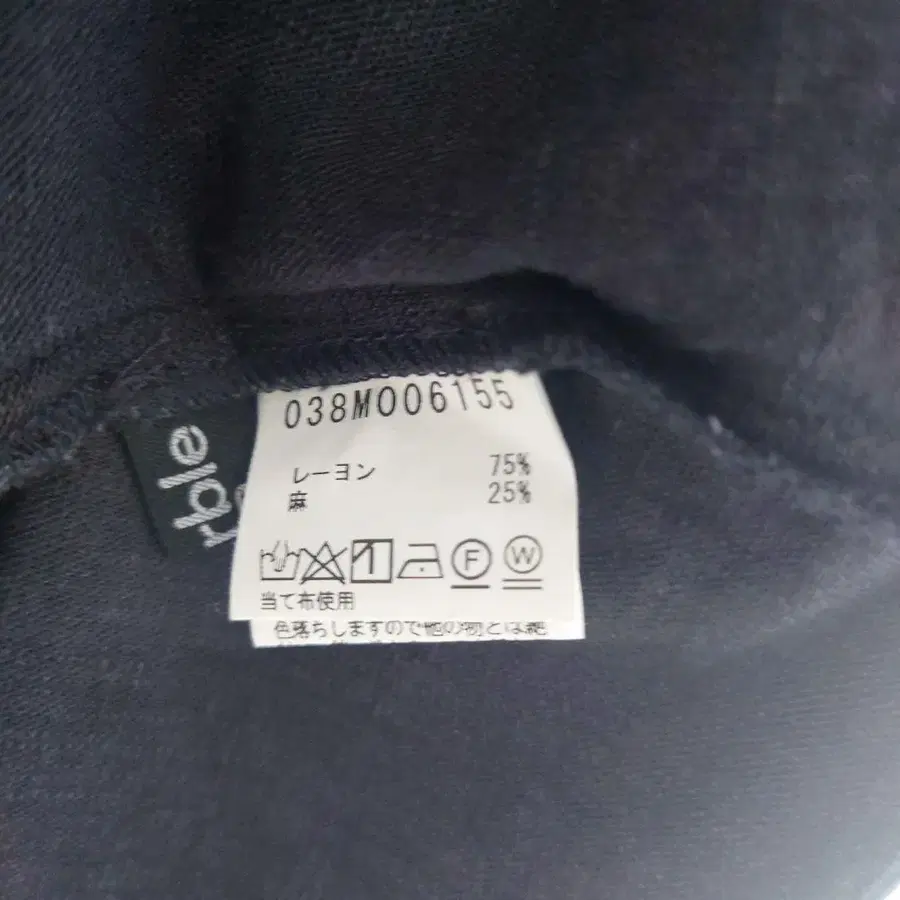 038M006155
レーヨン 75%
麻 25%
F W
当て布使用
色落ちしますので他の物とは絶
rble